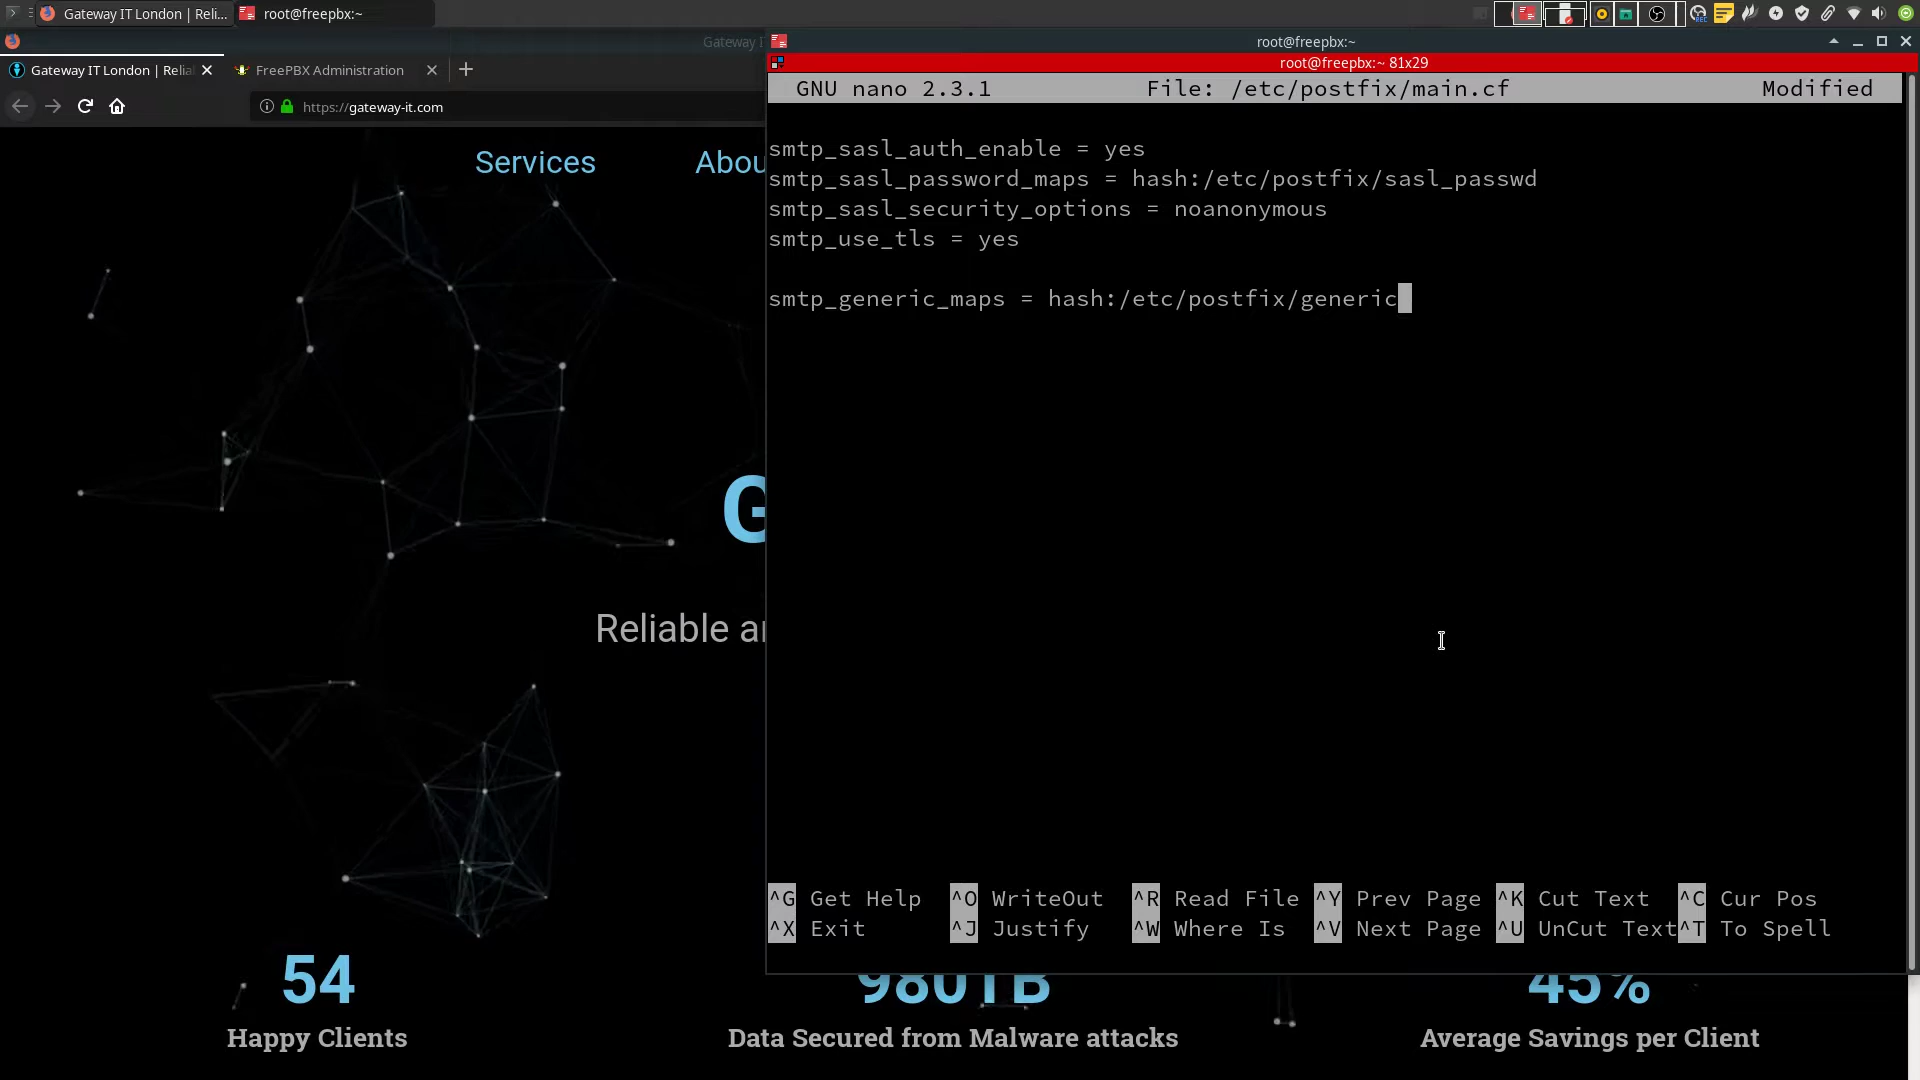 Gateway IT London | Reli...
root@freepbx:~
Gateway I
root@freepbx:~
Gateway IT London | Relia
FreePBX Administration
root@freepbx:~ 81x29
https://gateway-it.com
GNU nano 2.3.1 File: /etc/postfix/main.cf Modified
smtp_sasl_auth_enable = yes
smtp_sasl_password_maps = hash:/etc/postfix/sasl_passwd
smtp_sasl_security_options = noanonymous
smtp_use_tls = yes
smtp_generic_maps = hash:/etc/postfix/generic
^G Get Help ^O WriteOut ^R Read File ^Y Prev Page ^K Cut Text ^C Cur Pos
^X Exit ^J Justify ^W Where Is ^V Next Page ^U UnCut Text ^T To Spell
Services Abou
G
Reliable a
54
Happy Clients
980TB
Data Secured from Malware attacks
45%
Average Savings per Client